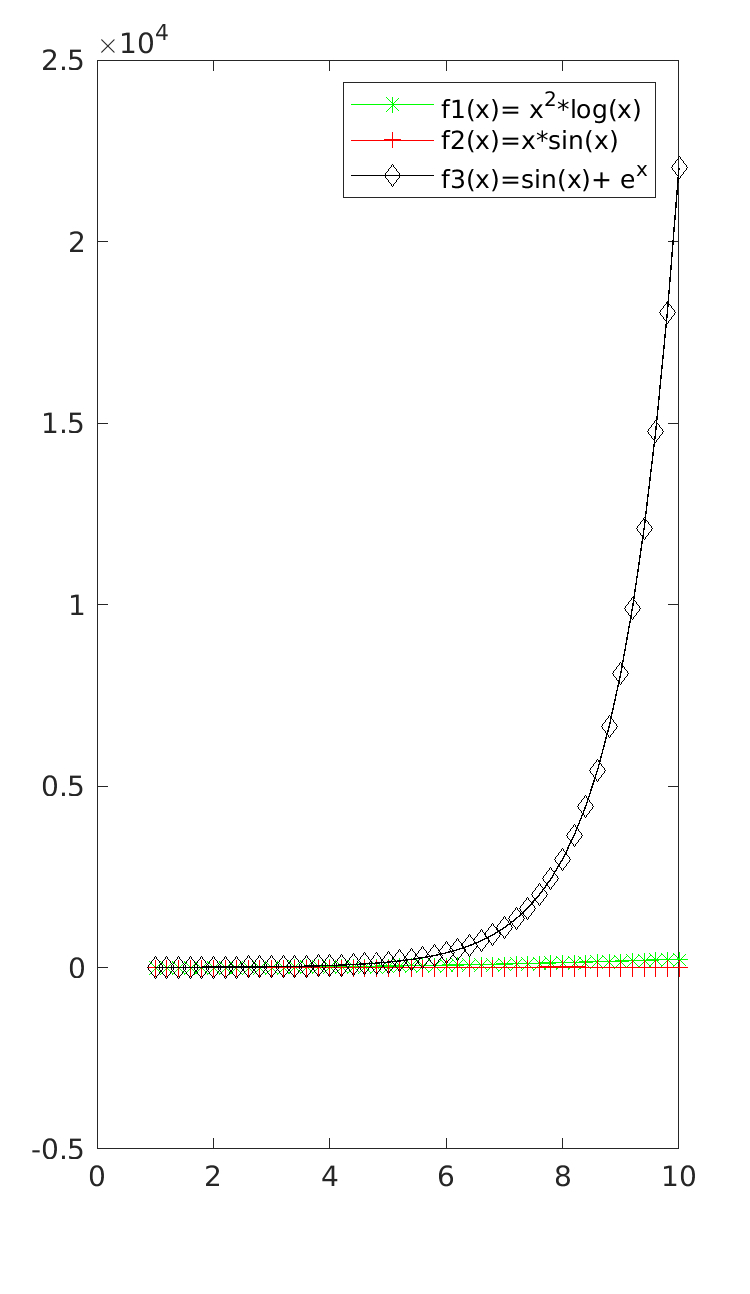 ×10^4
2.5
2
1.5
1
0.5
0
-0.5
0 2 4 6 8 10
f1(x)= x^2*log(x)
f2(x)=x*sin(x)
f3(x)=sin(x)+ e^x